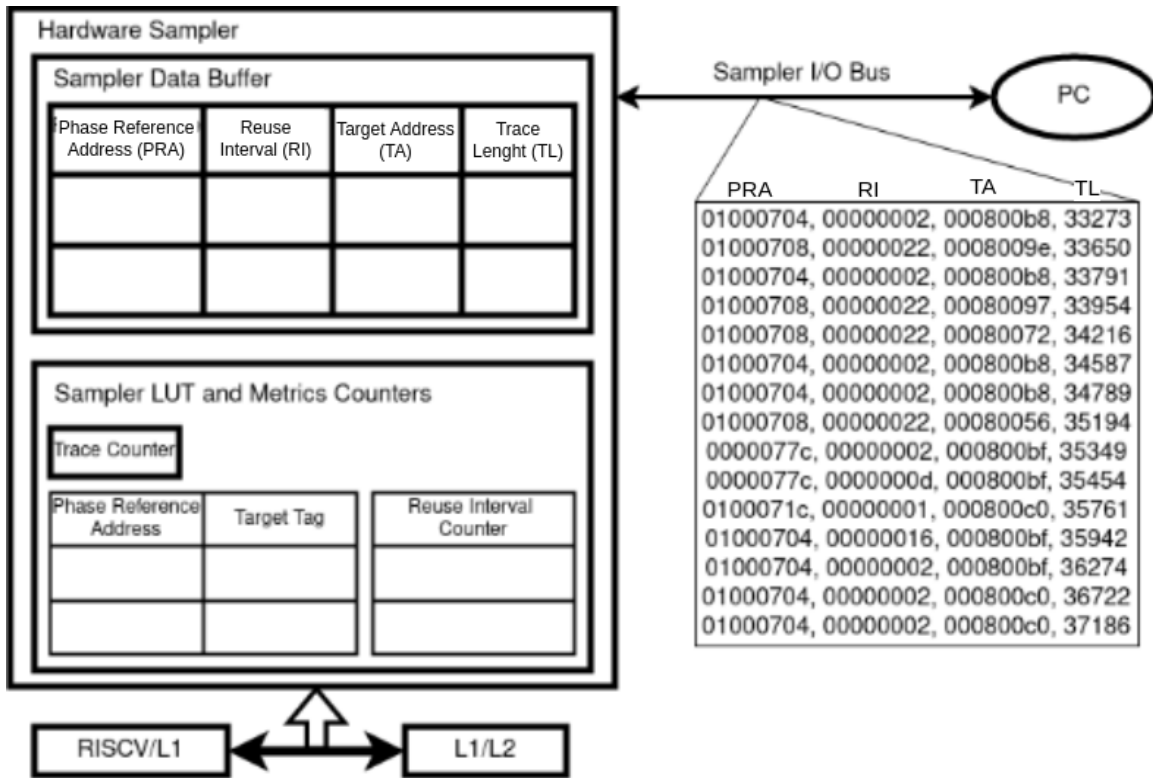 Hardware Sampler
Sampler Data Buffer
Phase Reference
Address (PRA)
Reuse
Interval (RI)
Target Address
(TA)
Trace
Lenght (TL)
Sampler LUT and Metrics Counters
Trace Counter
Phase Reference
Address
Target Tag
Reuse Interval
Counter
RISCV/L1
L1/L2
Sampler I/O Bus
PC
PRA RI TA TL
01000704, 00000002, 000800b8, 33273
01000708, 00000022, 0008009e, 33650
01000704, 00000002, 000800b8, 33791
01000708, 00000022, 00080097, 33954
01000708, 00000022, 00080072, 34216
01000704, 00000002, 000800b8, 34587
01000704, 00000002, 000800b8, 34789
01000708, 00000022, 00080056, 35194
0000077c, 00000002, 000800bf, 35349
0000077c, 0000000d, 000800bf, 35454
0100071c, 00000001, 000800c0, 35761
01000704, 00000016, 000800bf, 35942
01000704, 00000002, 000800bf, 36274
01000704, 00000002, 000800c0, 36722
01000704, 00000002, 000800c0, 37186